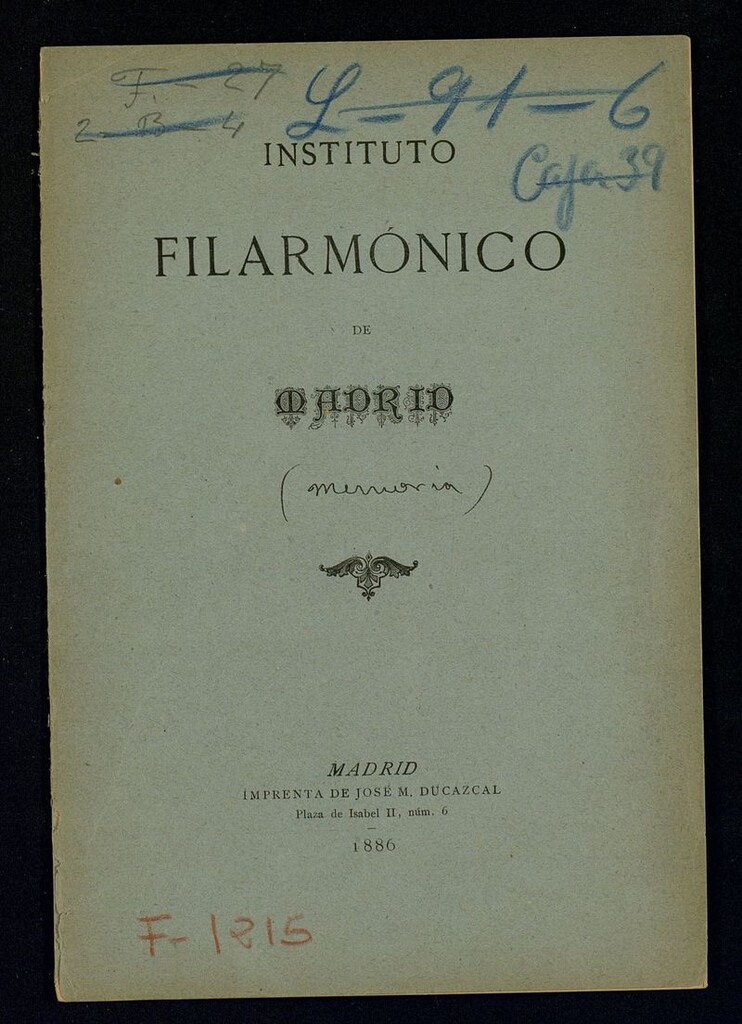 F. - 27
L - 91 - 6
2 - B - 4
INSTITUTO
Caja 39
FILARMÓNICO
DE
MADRID
(memoria)
MADRID
IMPRENTA DE JOSÉ M. DUCAZCAL
Plaza de Isabel II, núm. 6
1886
F- 1815